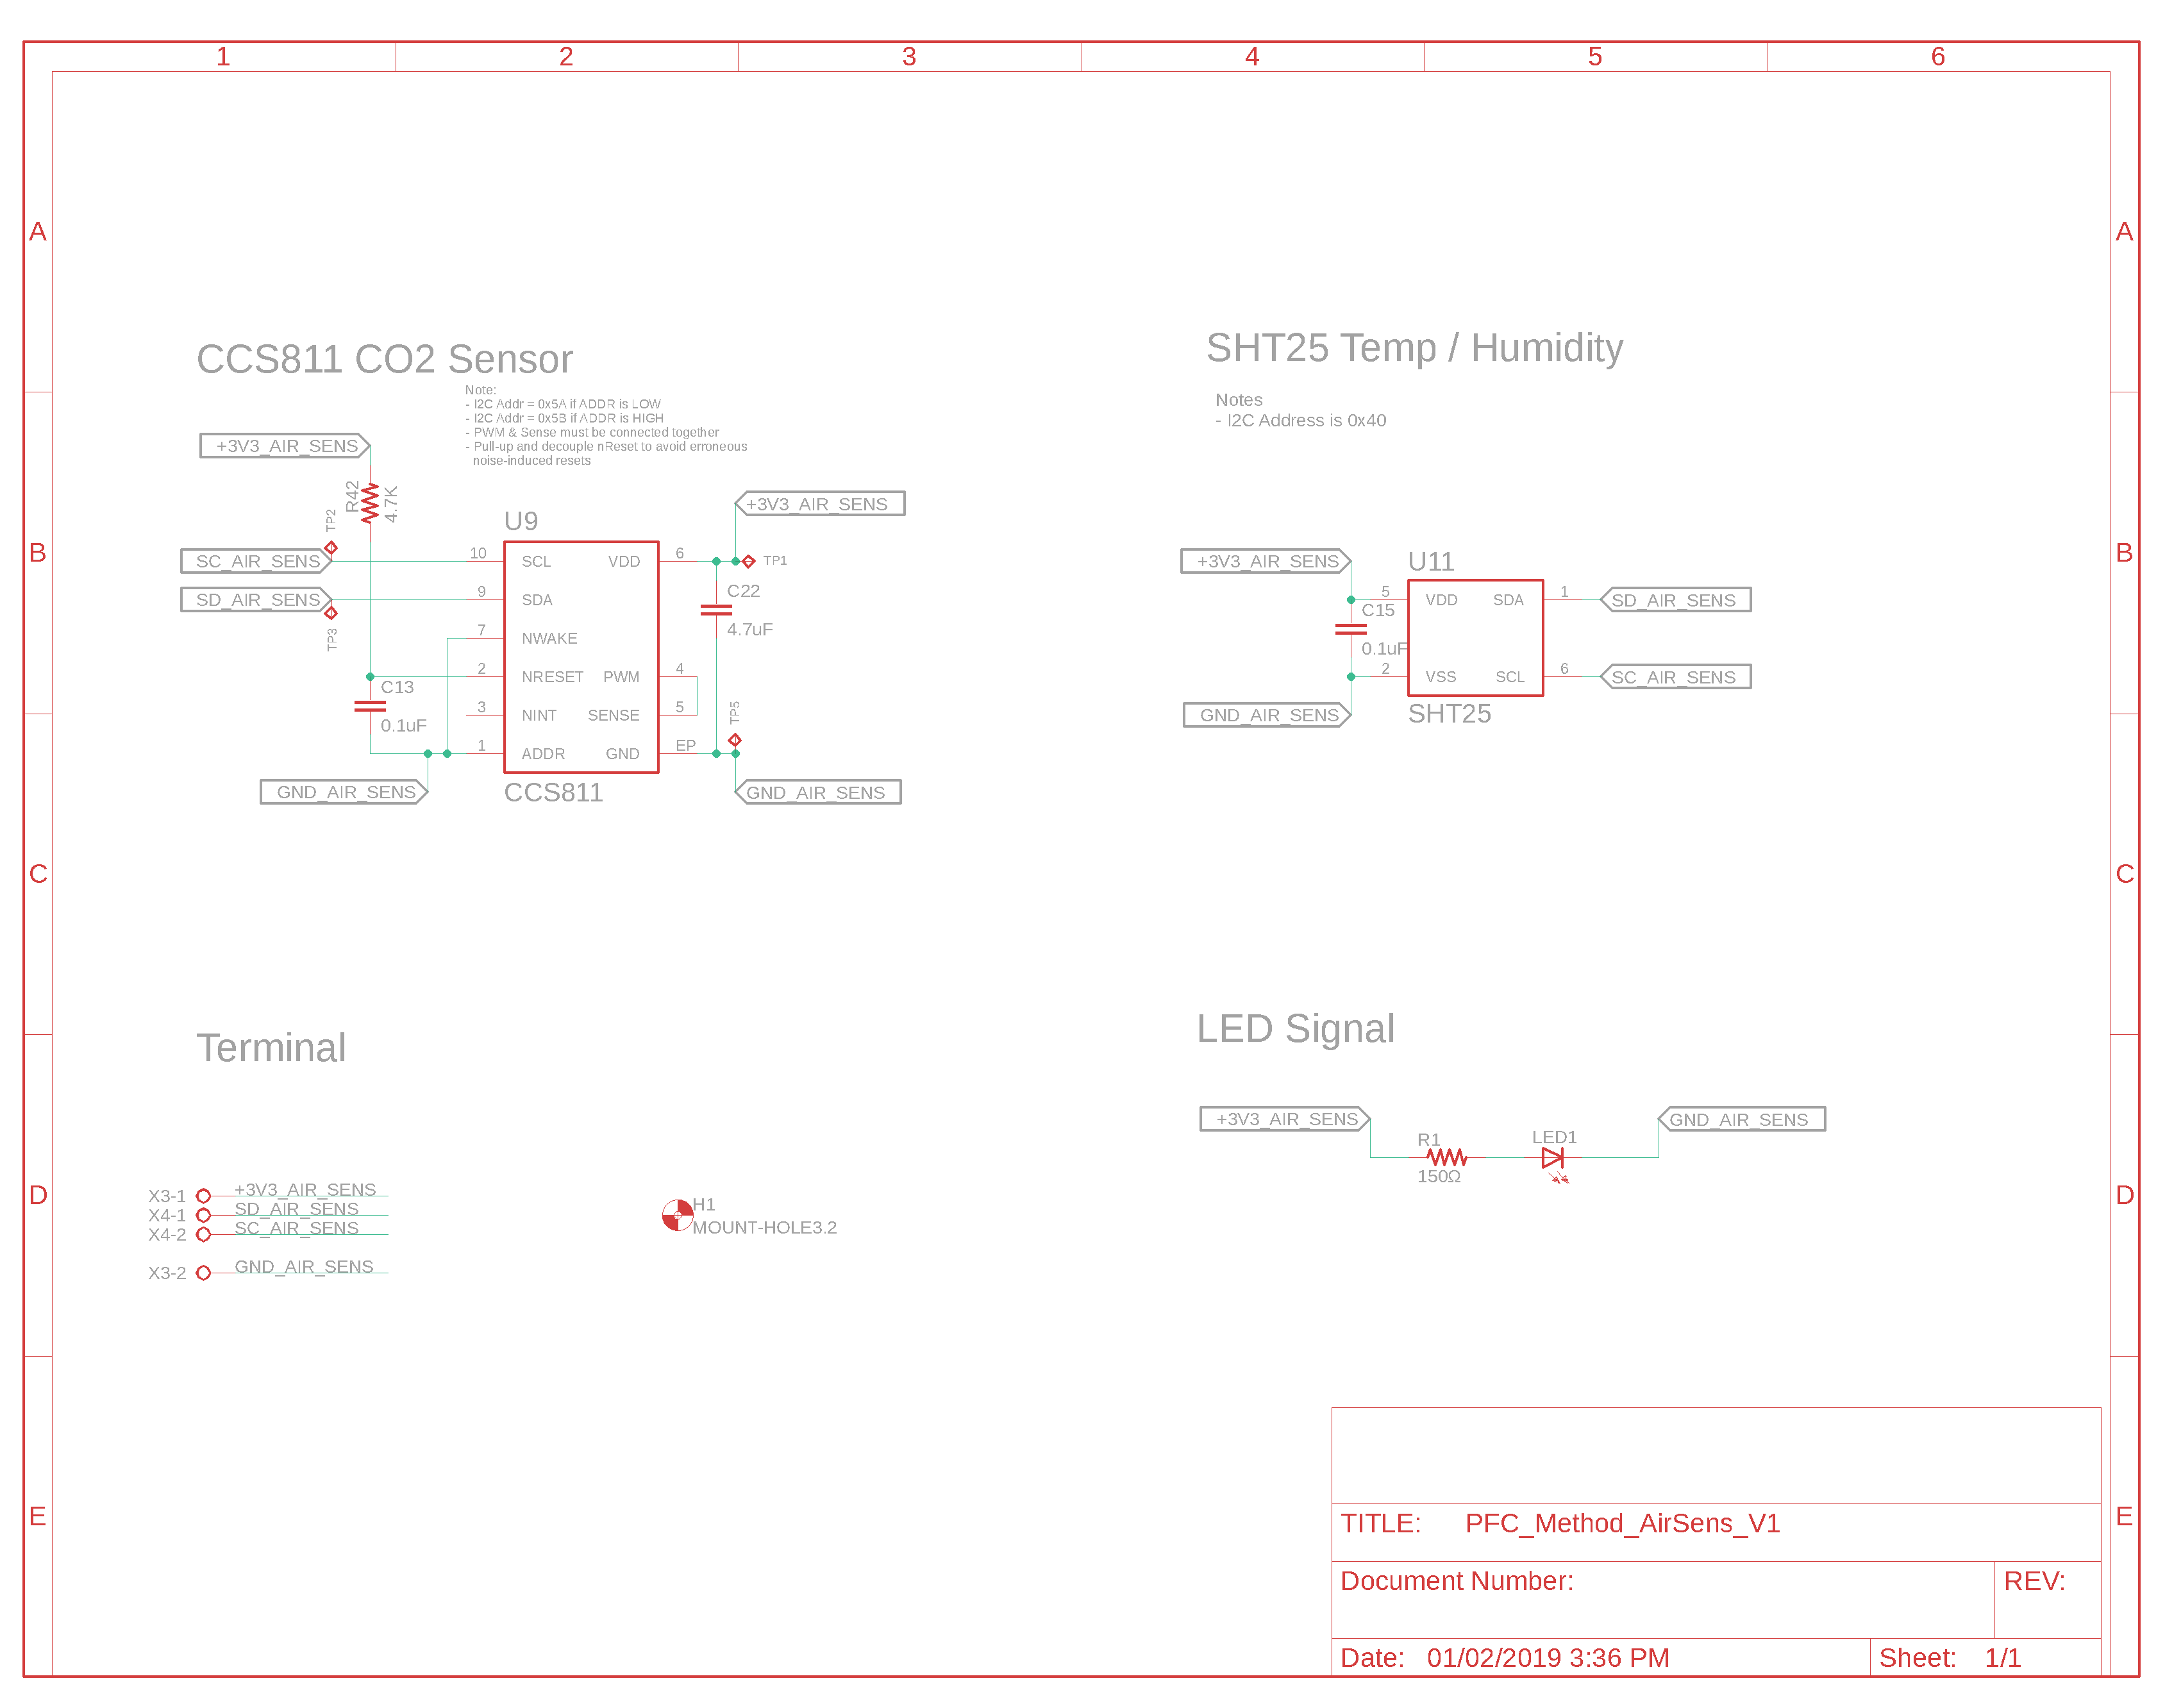 1 2 3 4 5 6
A A
B B
C C
D D
E E
CCS811 CO2 Sensor
Note:
- I2C Addr = 0x5A if ADDR is LOW
- I2C Addr = 0x5B if ADDR is HIGH
- PWM & Sense must be connected together
- Pull-up and decouple nReset to avoid erroneous
noise-induced resets
+3V3_AIR_SENS
R42
4.7K
TP2
SC_AIR_SENS
SD_AIR_SENS
TP3
C13
0.1uF
GND_AIR_SENS
U9
10 SCL VDD 6
9 SDA
7 NWAKE
2 NRESET PWM 4
3 NINT SENSE 5
1 ADDR GND EP
CCS811
+3V3_AIR_SENS
TP1
C22
4.7uF
TP5
GND_AIR_SENS
SHT25 Temp / Humidity
Notes
- I2C Address is 0x40
+3V3_AIR_SENS
U11
5 VDD SDA 1
SD_AIR_SENS
C15
0.1uF
2 VSS SCL 6
SC_AIR_SENS
GND_AIR_SENS
SHT25
Terminal
X3-1 +3V3_AIR_SENS
X4-1 SD_AIR_SENS
X4-2 SC_AIR_SENS
X3-2 GND_AIR_SENS
H1
MOUNT-HOLE3.2
LED Signal
+3V3_AIR_SENS
R1
150Ω
LED1
GND_AIR_SENS
TITLE: PFC_Method_AirSens_V1
Document Number:
REV:
Date: 01/02/2019 3:36 PM
Sheet: 1/1